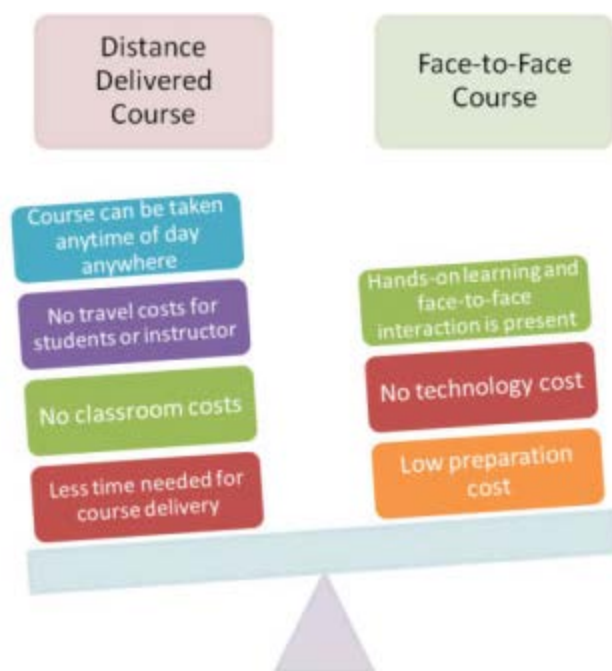 Distance
Delivered
Course
Face-to-Face
Course
Course can be taken
anytime of day
anywhere
No travel costs for
students or instructor
No classroom costs
Less time needed for
course delivery
Hands-on learning and
face-to-face
interaction is present
No technology cost
Low preparation
cost